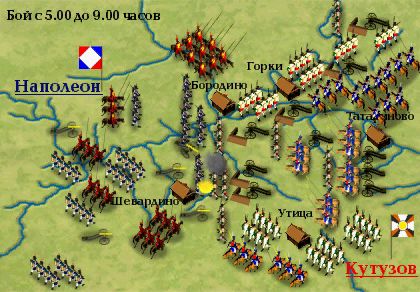 Бой с 5.00 до 9.00 часов
Наполеон
Горки
Бородино
Татариново
Шевардино
Утица
Кутузов